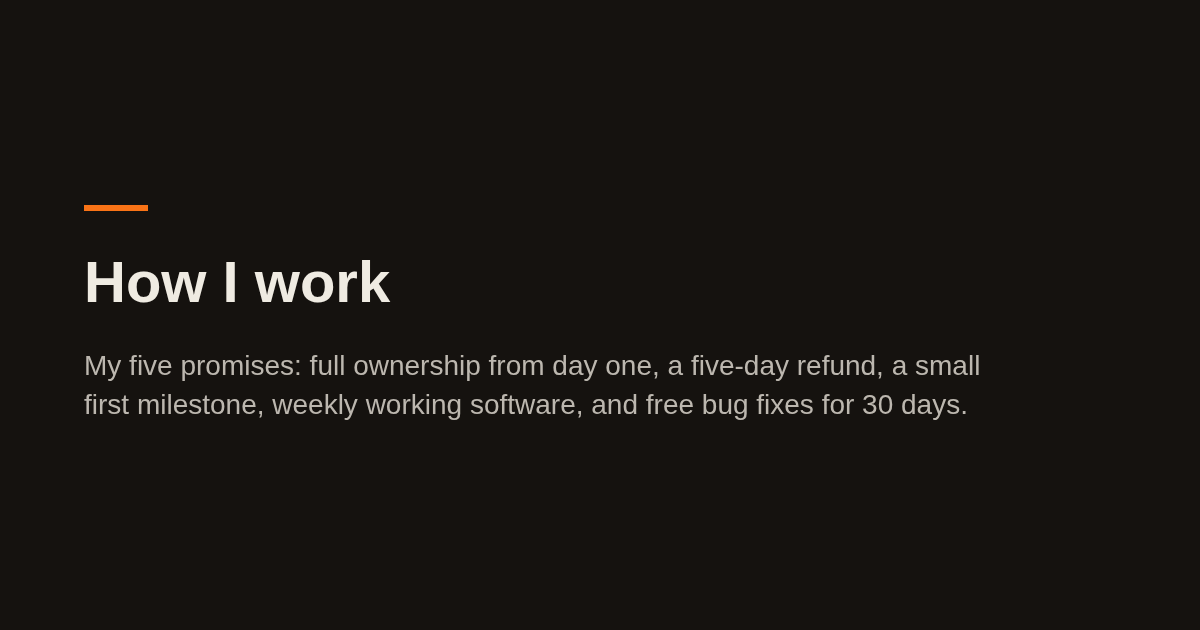 How I work
My five promises: full ownership from day one, a five-day refund, a small
first milestone, weekly working software, and free bug fixes for 30 days.